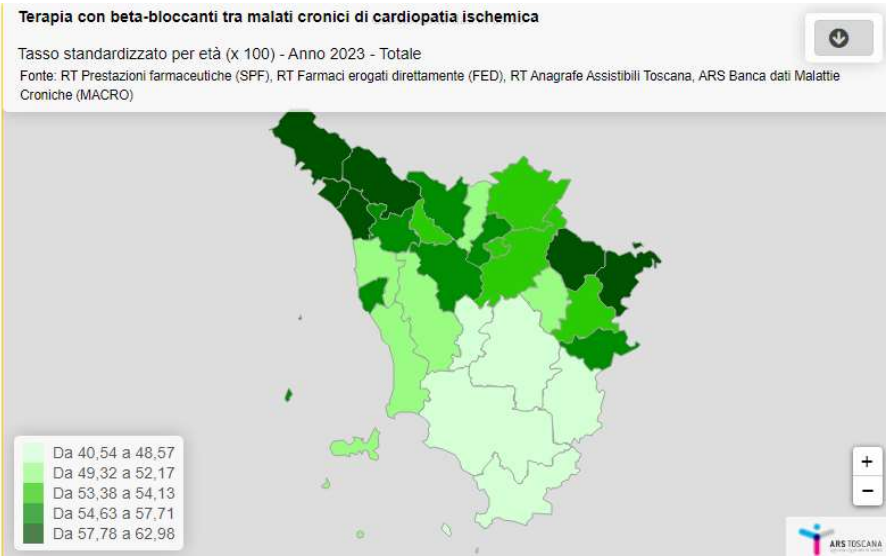 Terapia con beta-bloccanti tra malati cronici di cardiopatia ischemica
Tasso standardizzato per età (x 100) - Anno 2023 - Totale
Fonte: RT Prestazioni farmaceutiche (SPF), RT Farmaci erogati direttamente (FED), RT Anagrafe Assistibili Toscana, ARS Banca dati Malattie
Croniche (MACRO)
Da 40,54 a 48,57
Da 49,32 a 52,17
Da 53,38 a 54,13
Da 54,63 a 57,71
Da 57,78 a 62,98
+
−
ARS TOSCANA